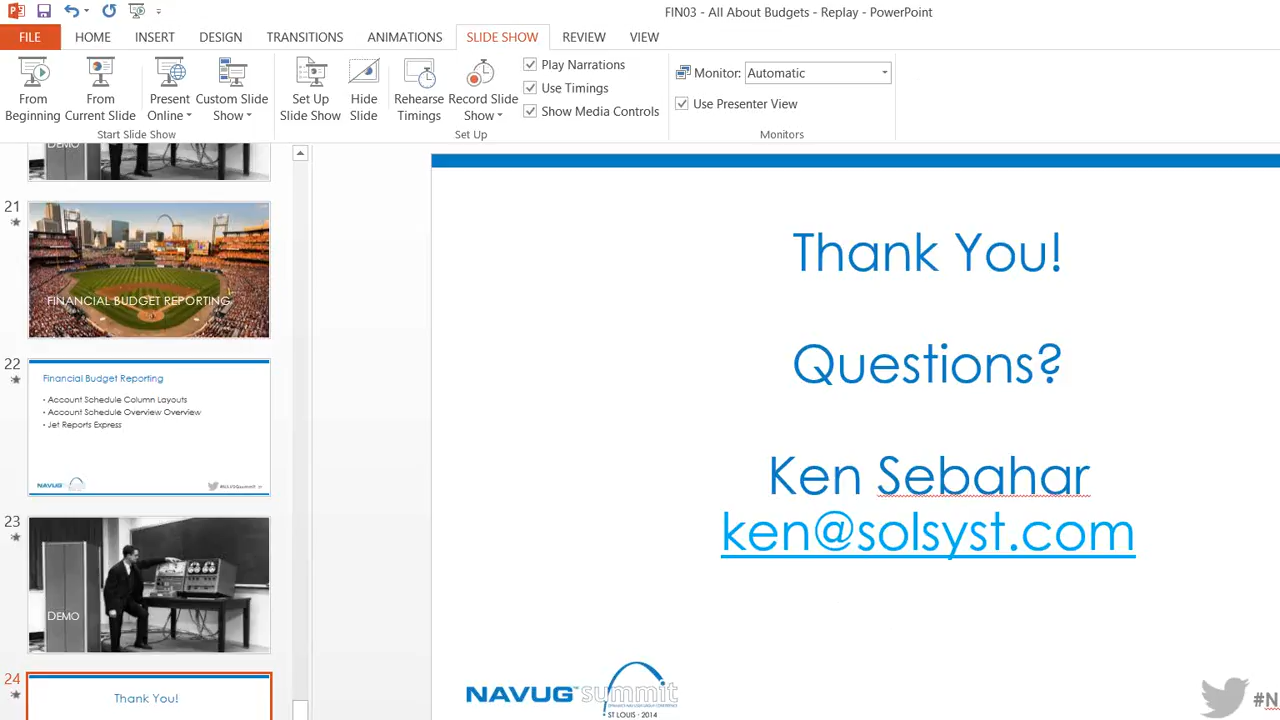 FIN03 - All About Budgets - Replay - PowerPoint
FILE HOME INSERT DESIGN TRANSITIONS ANIMATIONS SLIDE SHOW REVIEW VIEW
From Beginning
From Current Slide
Present Online
Custom Slide Show
Start Slide Show
Set Up Slide Show
Hide Slide
Rehearse Timings
Record Slide Show
Play Narrations
Use Timings
Show Media Controls
Set Up
Monitor: Automatic
Use Presenter View
Monitors
DEMO
21
FINANCIAL BUDGET REPORTING
22
Financial Budget Reporting
• Account Schedule Column Layouts
• Account Schedule Overview Overview
• Jet Reports Express
NAVUG
23
DEMO
24
Thank You!
Thank You!
Questions?
Ken Sebahar
ken@solsyst.com
NAVUG summit
ST LOUIS · 2014
#N